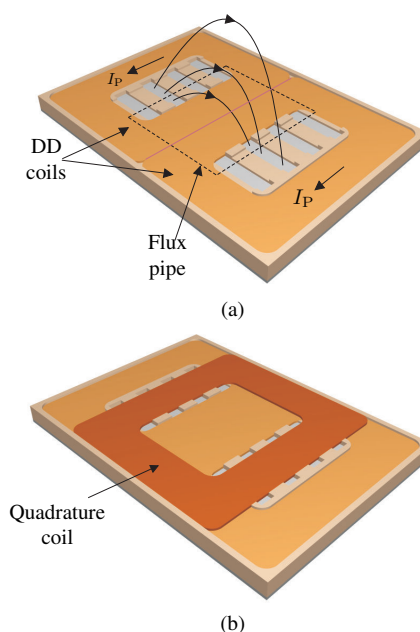 I_P
DD
coils
I_P
Flux
pipe
(a)
Quadrature
coil
(b)